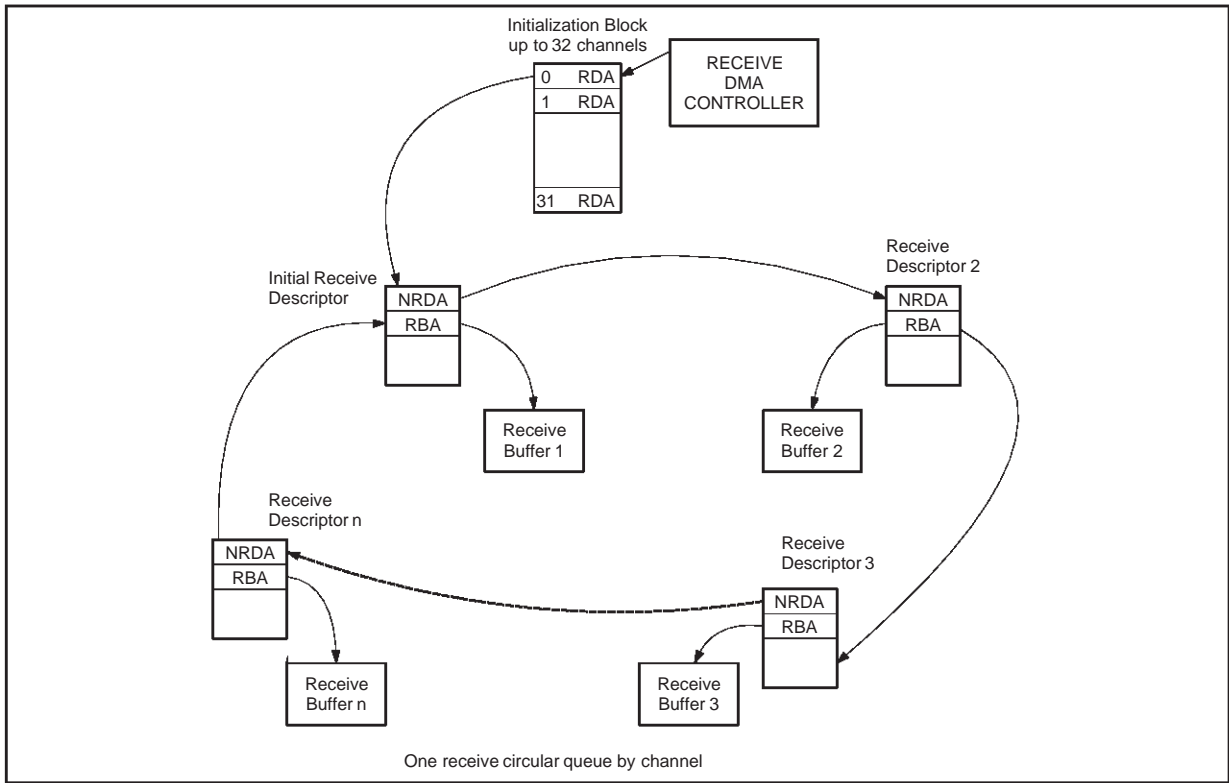 Initialization Block
up to 32 channels
0 RDA
1 RDA
31 RDA
RECEIVE
DMA
CONTROLLER
Initial Receive
Descriptor
NRDA
RBA
Receive
Descriptor 2
NRDA
RBA
Receive
Buffer 1
Receive
Buffer 2
Receive
Descriptor n
NRDA
RBA
Receive
Descriptor 3
NRDA
RBA
Receive
Buffer n
Receive
Buffer 3
One receive circular queue by channel